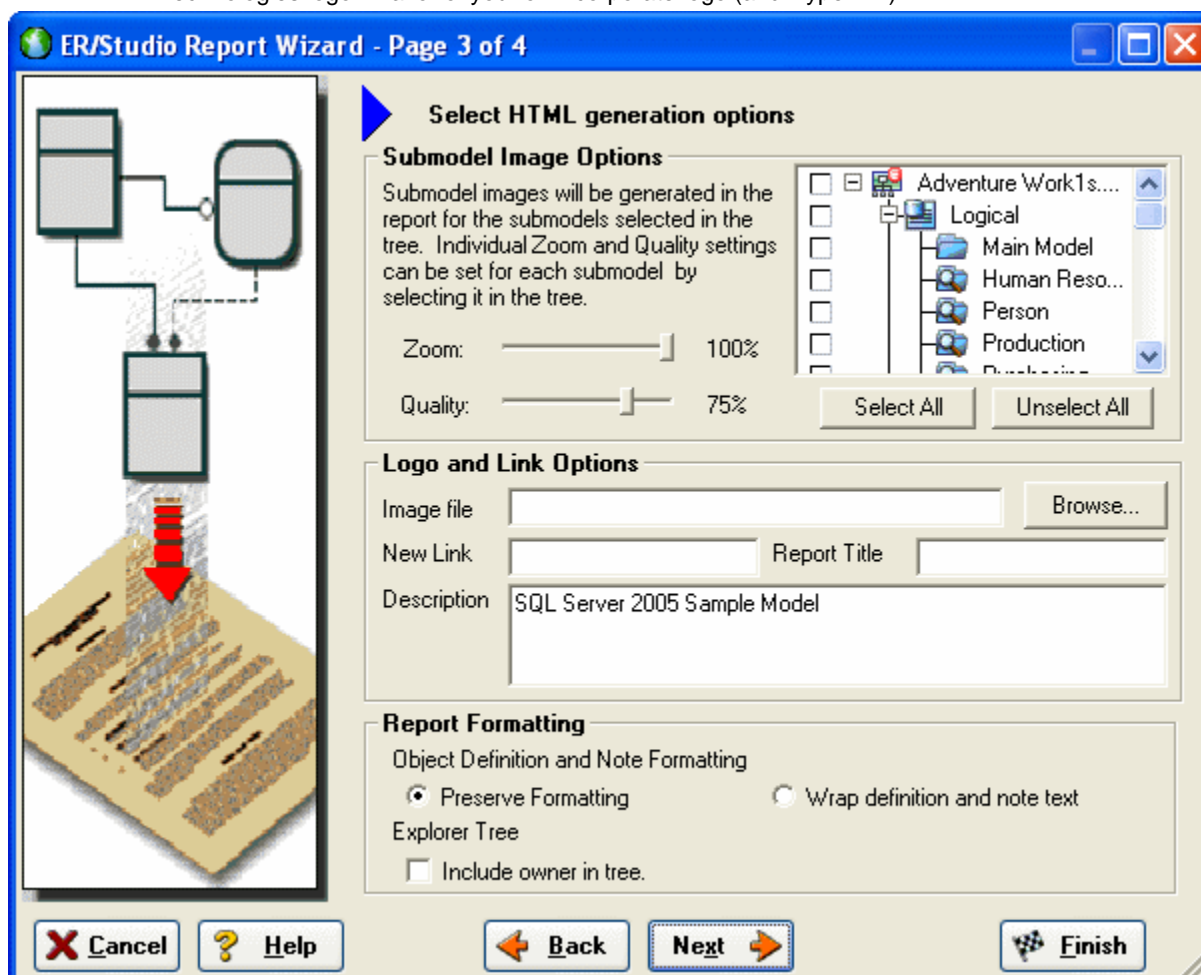 ER/Studio Report Wizard - Page 3 of 4
Select HTML generation options
Submodel Image Options
Submodel images will be generated in the
report for the submodels selected in the
tree. Individual Zoom and Quality settings
can be set for each submodel by
selecting it in the tree.
Adventure Work1s....
Logical
Main Model
Human Reso...
Person
Production
Zoom: 100%
Quality: 75%
Select All
Unselect All
Logo and Link Options
Image file
Browse...
New Link
Report Title
Description
SQL Server 2005 Sample Model
Report Formatting
Object Definition and Note Formatting
Preserve Formatting
Wrap definition and note text
Explorer Tree
Include owner in tree.
Cancel
Help
Back
Next
Finish